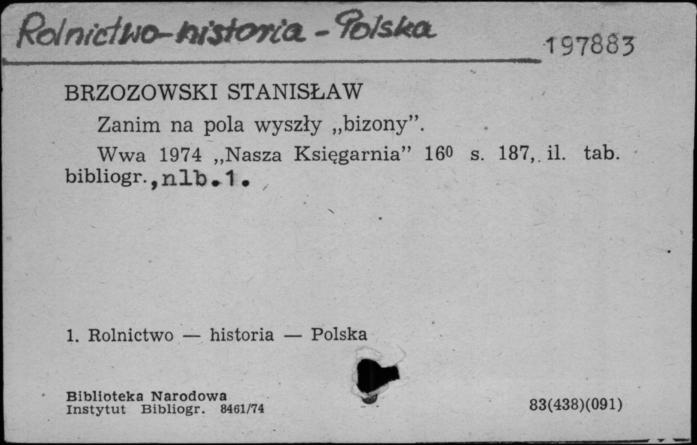 Rolnictwo-historia - Polska
197883
BRZOZOWSKI STANISŁAW
Zanim na pola wyszły „bizony”.
Wwa 1974 „Nasza Księgarnia” 16⁰ s. 187, il. tab.
bibliogr., nlb.1.
1. Rolnictwo — historia — Polska
Biblioteka Narodowa
Instytut Bibliogr. 8461/74
83(438)(091)